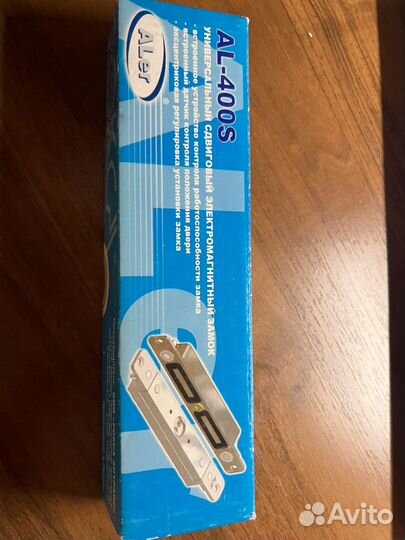 ALer®
AL-400S
УНИВЕРСАЛЬНЫЙ СДВИГОВЫЙ ЭЛЕКТРОМАГНИТНЫЙ ЗАМОК
• встроенное устройство контроля работоспособности замка
• встроенный датчик контроля положения двери
• эксцентриковая регулировка установки замка
ALer
Avito